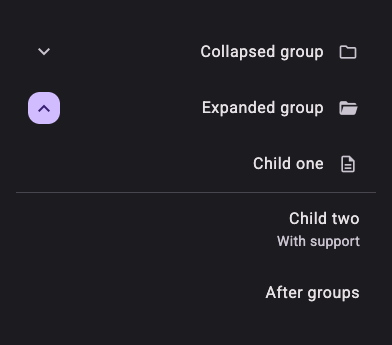 Collapsed group
Expanded group
Child one
Child two
With support
After groups